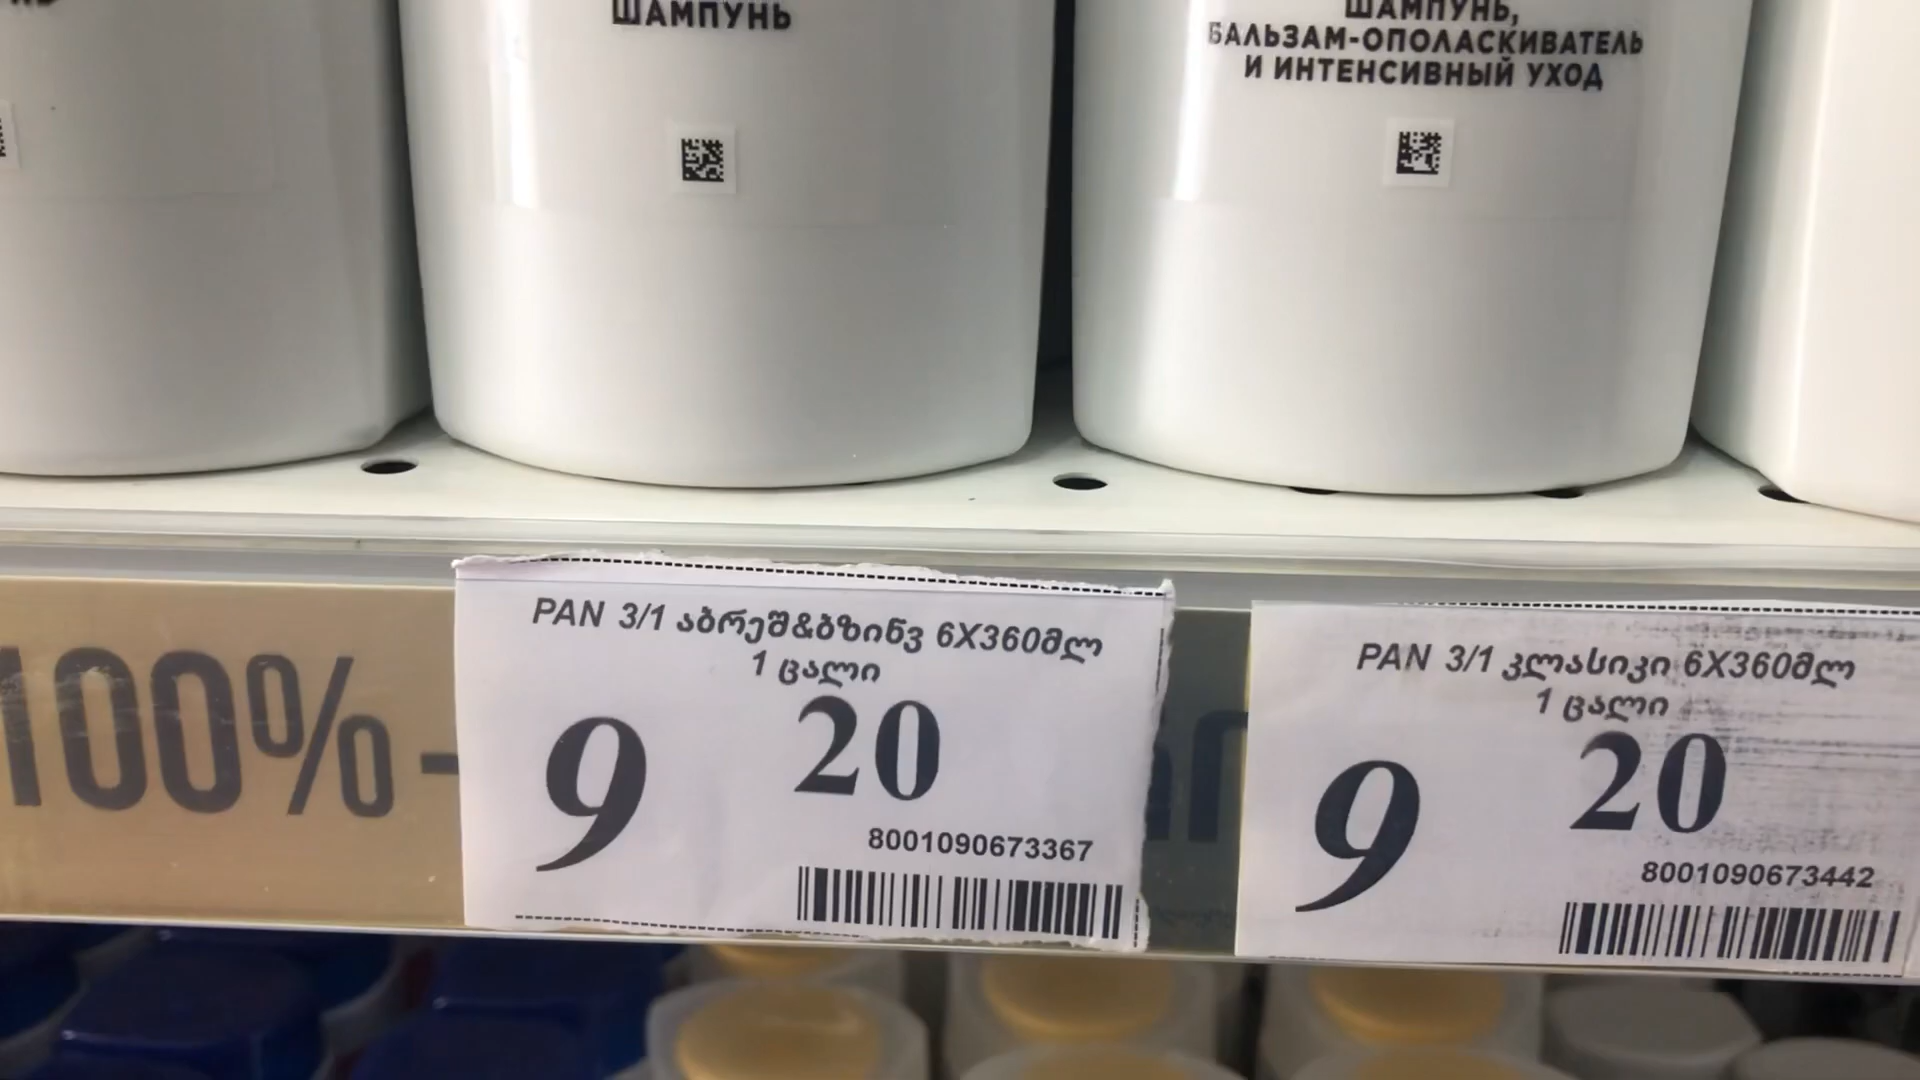 ШАМПУНЬ
ШАМПУНЬ,
БАЛЬЗАМ-ОПОЛАСКИВАТЕЛЬ
И ИНТЕНСИВНЫЙ УХОД
100% -
PAN 3/1 აბრეშ&ბზინვ 6X360მლ
1 ცალი
9 20
8001090673367
PAN 3/1 კლასიკი 6X360მლ
1 ცალი
9 20
8001090673442